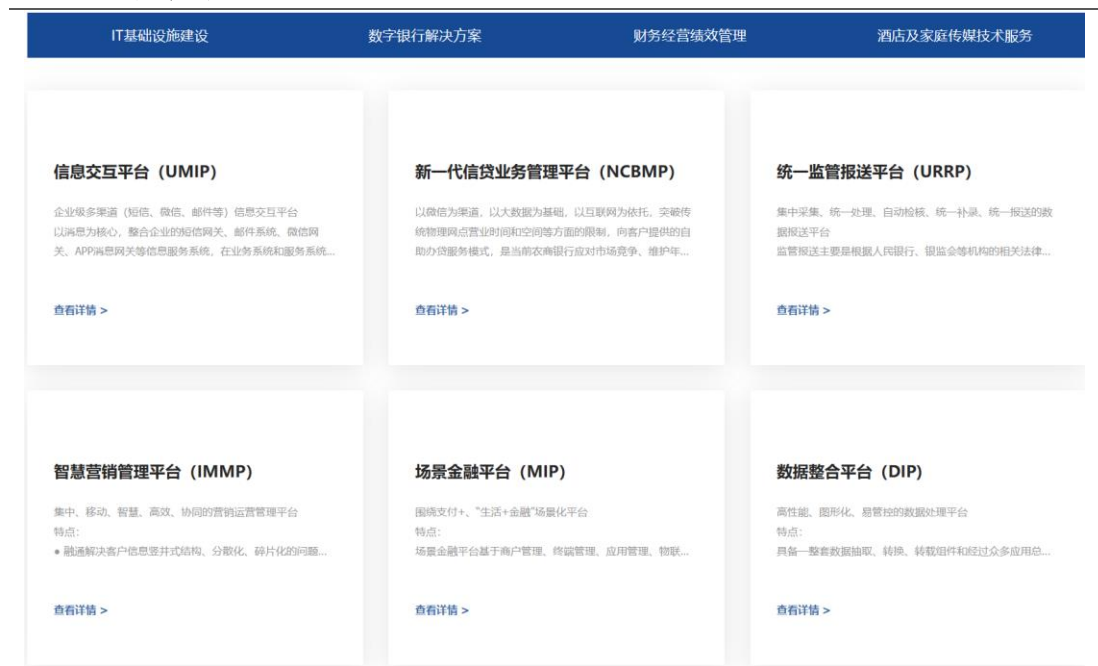 IT基础设施建设
数字银行解决方案
财务经营绩效管理
酒店及家庭传媒技术服务
信息交互平台（UMIP）
企业级多渠道（短信、微信、邮件等）信息交互平台
以消息为核心，整合企业的短信网关、邮件系统、微信网
关、APP消息网关等信息服务系统，在业务系统和服务系统...
查看详情 >
新一代信贷业务管理平台（NCBMP）
以微信为渠道，以大数据为基础，以互联网为依托，突破传
统物理网点营业时间和空间等方面的限制，向客户提供的自
助办贷服务模式，是当前农商银行应对市场竞争、维护年...
查看详情 >
统一监管报送平台（URRP）
集中采集、统一处理、自动检核、统一补录、统一报送的数
据报送平台
监管报送主要是根据人民银行、银监会等机构的相关法律...
查看详情 >
智慧营销管理平台（IMMP）
集中、移动、智慧、高效、协同的营销运营管理平台
特点：
● 融通解决客户信息竖井式结构、分散化、碎片化的问题...
查看详情 >
场景金融平台（MIP）
围绕支付+、“生活+金融”场景化平台
特点：
场景金融平台基于商户管理、终端管理、应用管理、物联...
查看详情 >
数据整合平台（DIP）
高性能、图形化、易管控的数据处理平台
特点：
具备一整套数据抽取、转换、转载组件和经过众多应用总...
查看详情 >